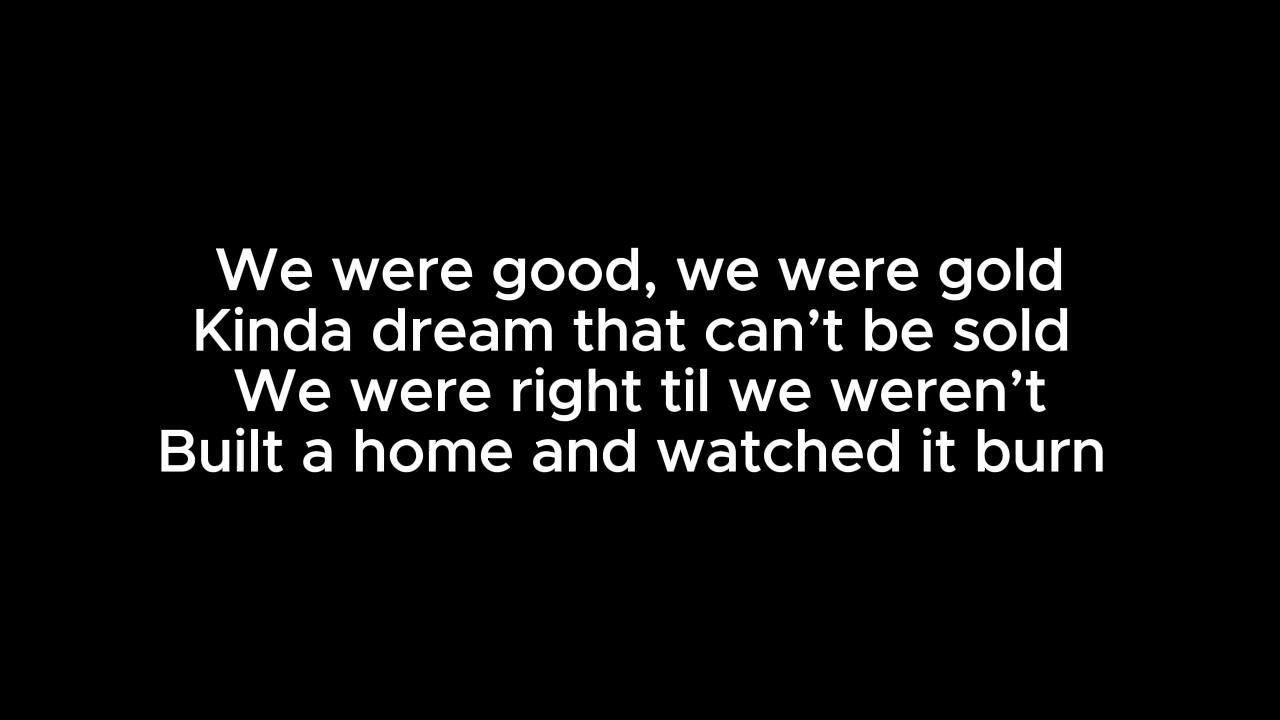 We were good, we were gold
Kinda dream that can’t be sold
We were right til we weren’t
Built a home and watched it burn